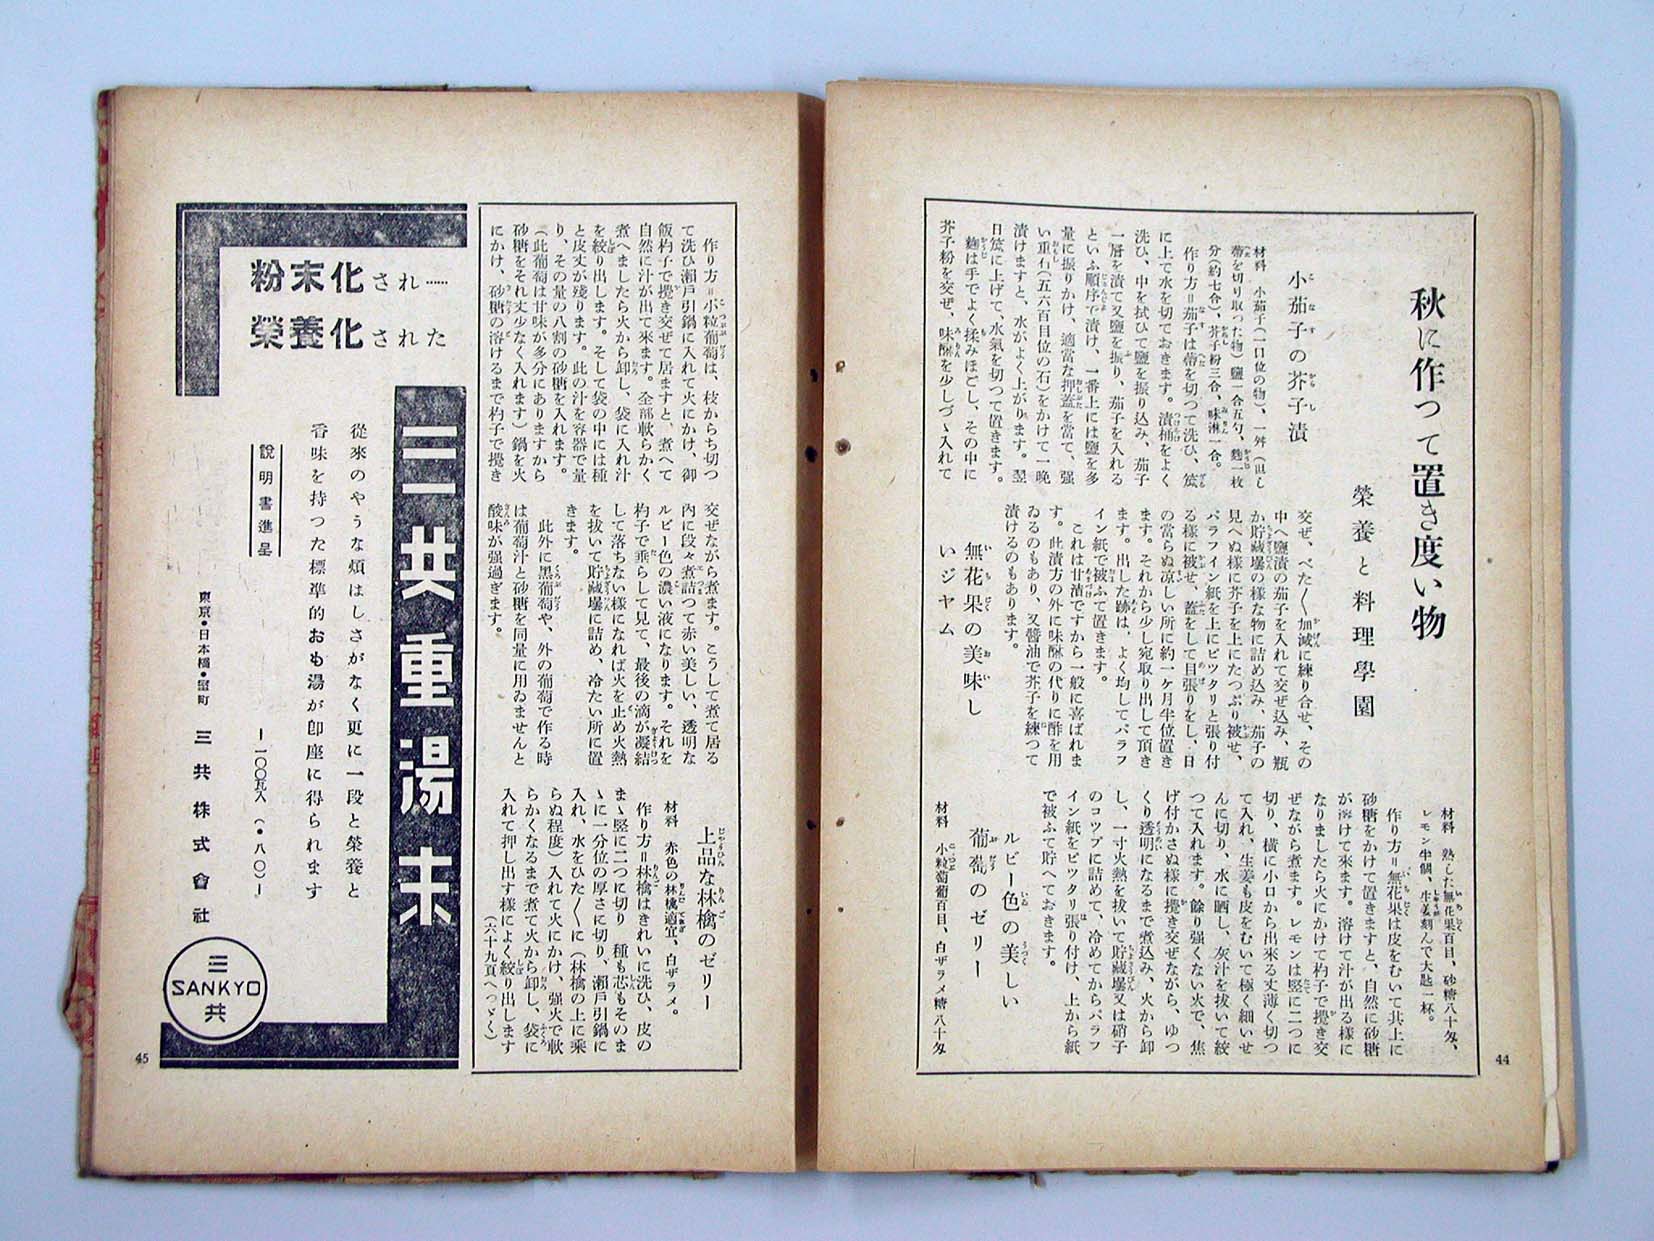 秋に作つて置き度い物
榮養と料理學園
小茄子の芥子漬
材料 小茄子(一口位の物)、一舛(但し
蔕を切り取つた物)鹽一合五勺、麴一枚
分(約七合)、芥子粉三合、味淋一合。
作り方=茄子は蔕を切つて洗ひ、笊
に上て水を切ておきます。漬桶をよく
洗ひ、中を拭ひて鹽を振り込み、茄子
一層を漬て又鹽を振り、茄子を入れる
といふ順序で漬け、一番上には鹽を多
量に振りかけ、適當な押蓋を當て、强
い重石(五六百目位の石)をかけて一晩
漬けますと、水がよく上がります。翌
日笊に上げて、水氣を切つて置きます。
麴は手でよく揉みほごし、その中に
芥子粉を交ぜ、味醂を少しづゝ入れて
交ぜ、べた〱加減に練り合せ、その
中へ鹽漬の茄子を入れて交ぜ込み、瓶
か貯藏壜の樣な物に詰め込み、茄子の
見へぬ樣に芥子を上にたつぷり被せ、
パラフイン紙を上にピツタリと張り付
る樣に被せ、蓋をして目張りをし、日
の當らぬ凉しい所に約一ケ月半位置き
ます。それから少し宛取り出して頂き
ます。出した跡は、よく均してパラフ
イン紙で被ふて置きます。
これは甘漬ですから一般に喜ばれま
す。此漬方の外に味醂の代りに酢を用
ゐるのもあり、又醬油で芥子を練つて
漬けるのもあります。
無花果の美味し
いジヤム
材料 熟した無花果百目、砂糖八十匁、
レモン半個、生姜刻んで大匙一杯。
作り方=無花果は皮をむいて共上に
砂糖をかけて置きますと、自然に砂糖
が溶けて來ます。溶けて汁が出る樣に
なりましたら火にかけて杓子で攪き交
ぜながら煮ます。レモンは竪に二つに
切り、橫に小口から出來る丈薄く切つ
て入れ、生姜も皮をむいて極く細いせ
んに切り、水に晒し、灰汁を拔いて絞
つて入れます。餘り强くない火で、焦
げ付かさぬ樣に攪き交ぜながら、ゆつ
くり透明になるまで煮込み、火から卸
し、一寸火熱を拔いて貯藏壜又は硝子
のコツプに詰めて、冷めてからパラフ
イン紙をピツタリ張り付け、上から紙
で被ふて貯へておきます。
ルビー色の美しい
葡萄のゼリー
材料 小粒葡萄百目、白ザラメ糖八十匁
44
作り方=小粒葡萄は、枝からち切つ
て洗ひ瀨戶引鍋に入れて火にかけ、御
飯杓子で攪き交ぜて居ますと、煮へて
自然に汁が出て來ます。全部軟らかく
煮へましたら火から卸し、袋に入れ汁
を絞り出します。そして袋の中には種
と皮丈が殘ります。此の汁を容器で量
り、その量の八割の砂糖を入れます。
(此葡萄は甘味が多分にありますから
砂糖をそれ丈少なく入れます)鍋を火
にかけ、砂糖の溶けるまで杓子で攪き
交ぜながら煮ます。こうして煮て居る
內に段々煮詰つて赤い美しい、透明な
ルビー色の濃い液になります。それを
杓子で垂らして見て、最後の滴が凝結
して落ちない樣になれば火を止め火熱
を拔いて貯藏壜に詰め、冷たい所に置
きます。
此外に黑葡萄や、外の葡萄で作る時
は葡萄汁と砂糖を同量に用ゐませんと
酸味が强過ぎます。
上品な林檎のゼリー
材料 赤色の林檎適宜、白ザラメ。
作り方=林檎はきれいに洗ひ、皮の
まゝ竪に二つに切り 種も芯もそのま
ゝに一分位の厚さに切り、瀨戶引鍋に
入れ、水をひた〱に(林檎の上に乘
らぬ程度)入れて火にかけ、强火で軟
らかくなるまで煮て火から卸し、袋に
入れて押し出す樣によく絞り出します
(六十九頁へつゞく)
粉末化され……
榮養化された
三共重湯末
從來のやうな煩はしさがなく更に一段と榮養と
香味を持つた標準的おも湯が卽座に得られます
說明書進呈
―一〇〇瓦入(・八〇)―
東京・日本橋・室町 三共株式會社
三
SANKYO
共
45